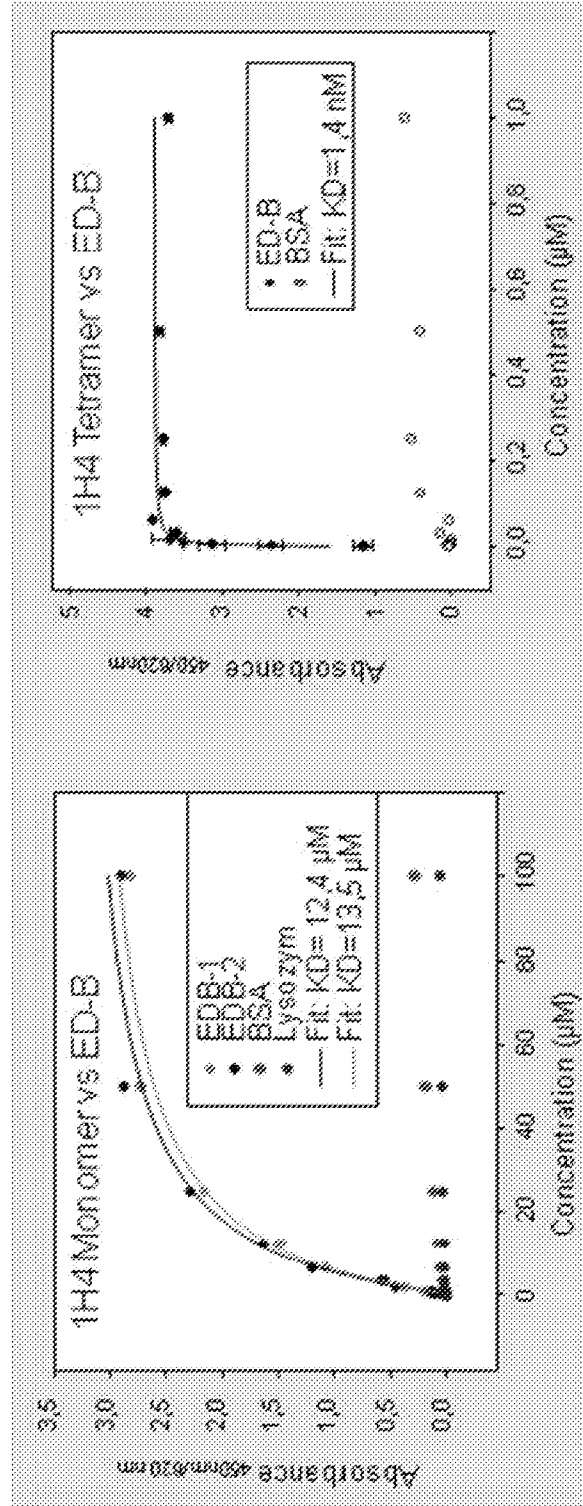 1H4 Monomer vs ED-B
3,5
3,0
2,5
2,0
1,5
1,0
0,5
0,0
Absorbance 450nm/620nm
EDB-1
EDB-2
BSA
Lysozym
Fit: KD= 12,4 µM
Fit: KD=13,5 µM
0
20
40
60
80
100
Concentration (µM)
1H4 Tetramer vs ED-B
5
4
3
2
1
0
Absorbance 450/620nm
ED-B
BSA
Fit: KD=1,4 nM
0,0
0,2
0,4
0,6
0,8
1,0
Concentration (µM)